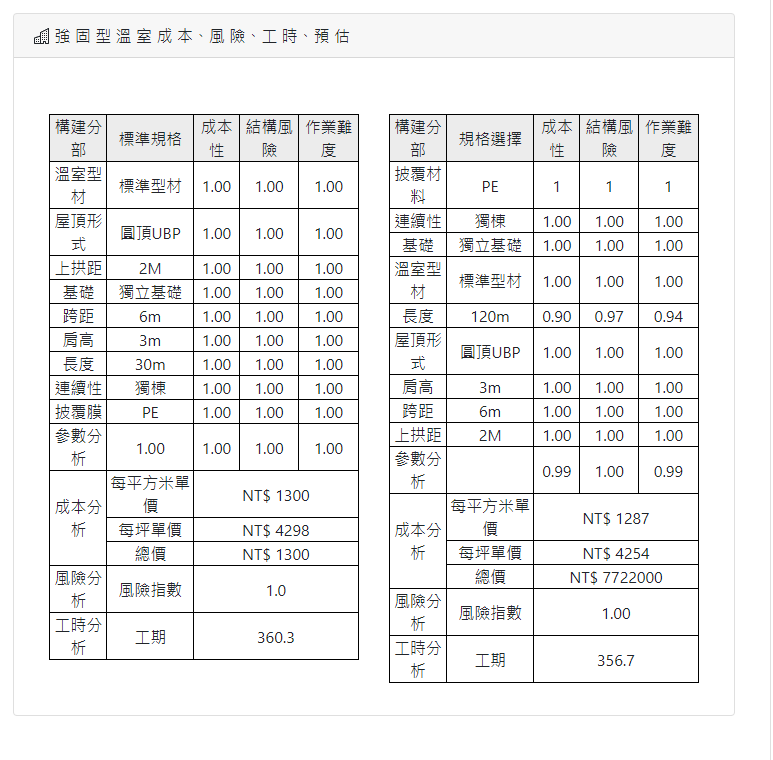 強固型溫室成本、風險、工時、預估
構建分部 標準規格 成本性 結構風險 作業難度
溫室型材 標準型材 1.00 1.00 1.00
屋頂形式 圓頂UBP 1.00 1.00 1.00
上拱距 2M 1.00 1.00 1.00
基礎 獨立基礎 1.00 1.00 1.00
跨距 6m 1.00 1.00 1.00
肩高 3m 1.00 1.00 1.00
長度 30m 1.00 1.00 1.00
連續性 獨棟 1.00 1.00 1.00
披覆膜 PE 1.00 1.00 1.00
參數分析 1.00 1.00 1.00 1.00
成本分析 每平方米單價 NT$ 1300
每坪單價 NT$ 4298
總價 NT$ 1300
風險分析 風險指數 1.0
工時分析 工期 360.3
構建分部 規格選擇 成本性 結構風險 作業難度
披覆材料 PE 1 1 1
連續性 獨棟 1.00 1.00 1.00
基礎 獨立基礎 1.00 1.00 1.00
溫室型材 標準型材 1.00 1.00 1.00
長度 120m 0.90 0.97 0.94
屋頂形式 圓頂UBP 1.00 1.00 1.00
肩高 3m 1.00 1.00 1.00
跨距 6m 1.00 1.00 1.00
上拱距 2M 1.00 1.00 1.00
參數分析 0.99 1.00 0.99
成本分析 每平方米單價 NT$ 1287
每坪單價 NT$ 4254
總價 NT$ 7722000
風險分析 風險指數 1.00
工時分析 工期 356.7